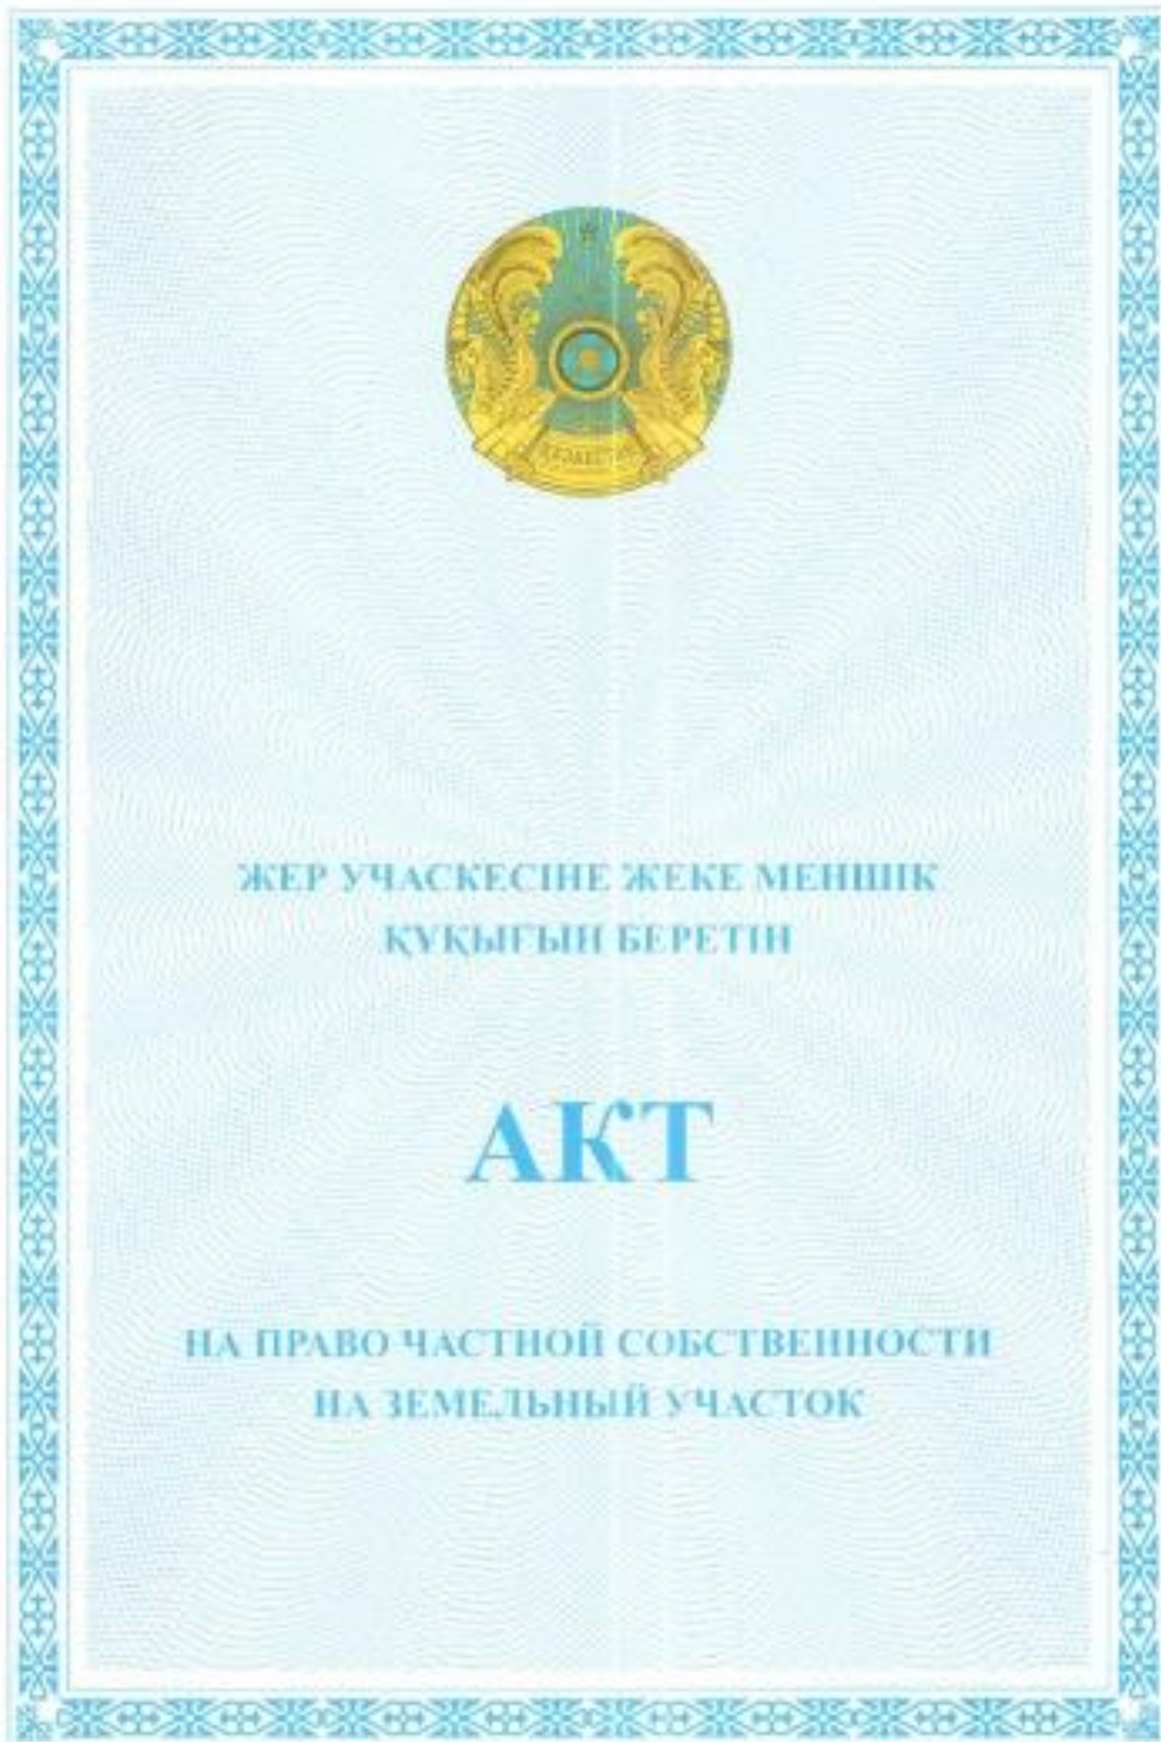 ЖЕР УЧАСКЕСІНЕ ЖЕКЕ МЕНШІК
ҚҰҚЫҒЫН БЕРЕТІН
АКТ
НА ПРАВО ЧАСТНОЙ СОБСТВЕННОСТИ
НА ЗЕМЕЛЬНЫЙ УЧАСТОК